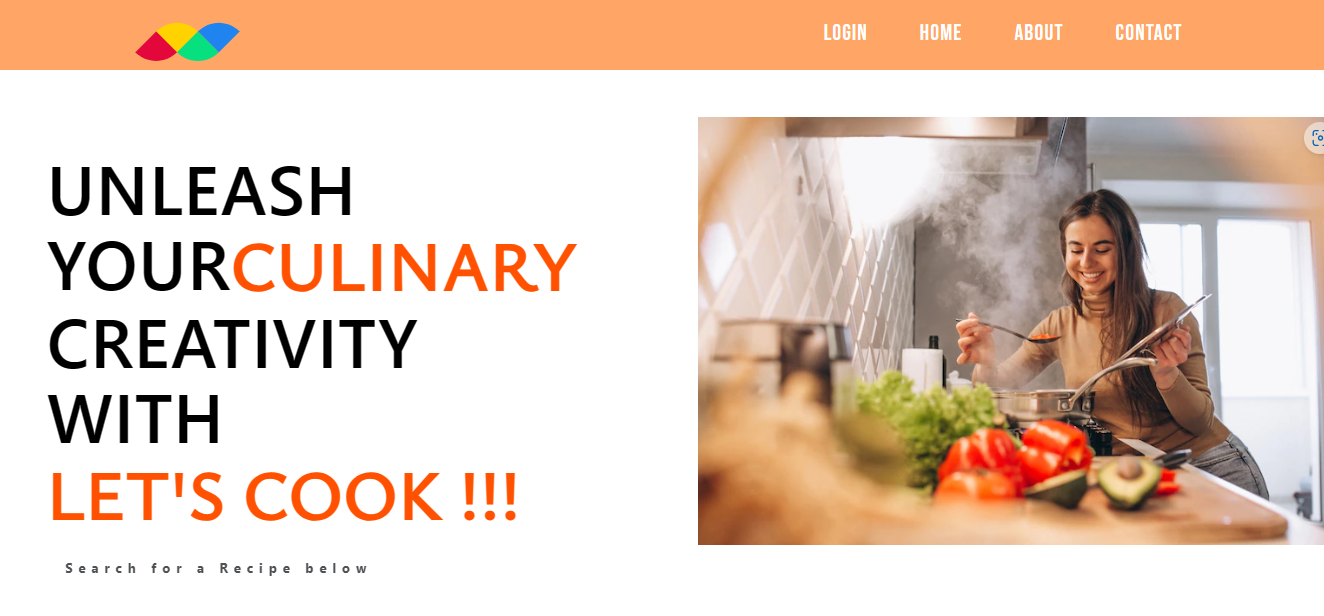 LOGIN HOME ABOUT CONTACT
UNLEASH
YOURCULINARY
CREATIVITY
WITH
LET'S COOK !!!
Search for a Recipe below